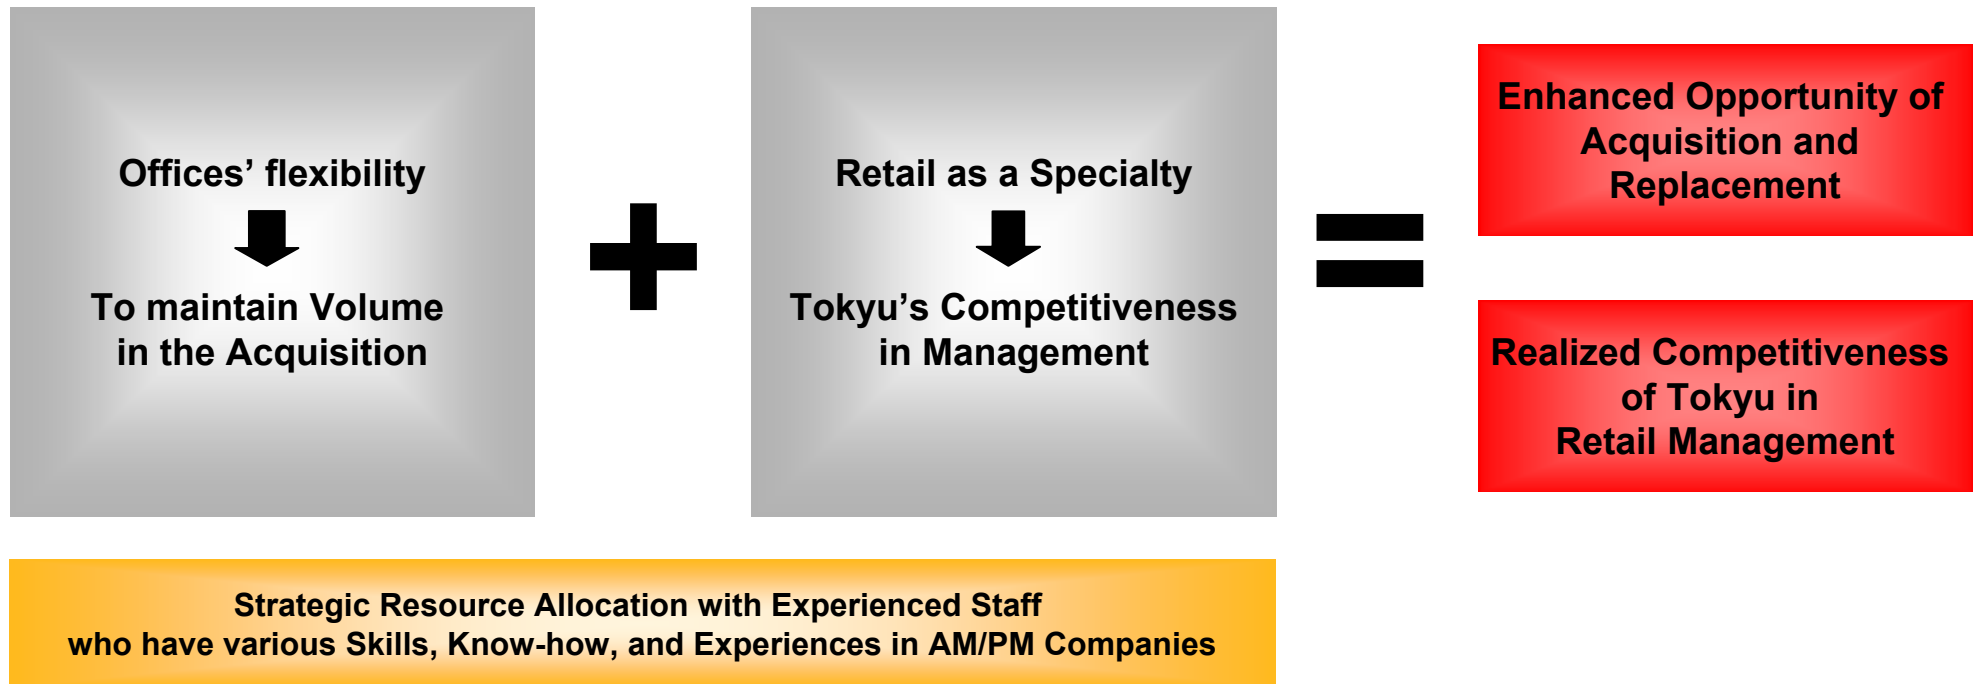 Offices’ flexibility
To maintain Volume
in the Acquisition
Retail as a Specialty
Tokyu’s Competitiveness
in Management
Enhanced Opportunity of
Acquisition and
Replacement
Realized Competitiveness
of Tokyu in
Retail Management
Strategic Resource Allocation with Experienced Staff
who have various Skills, Know-how, and Experiences in AM/PM Companies